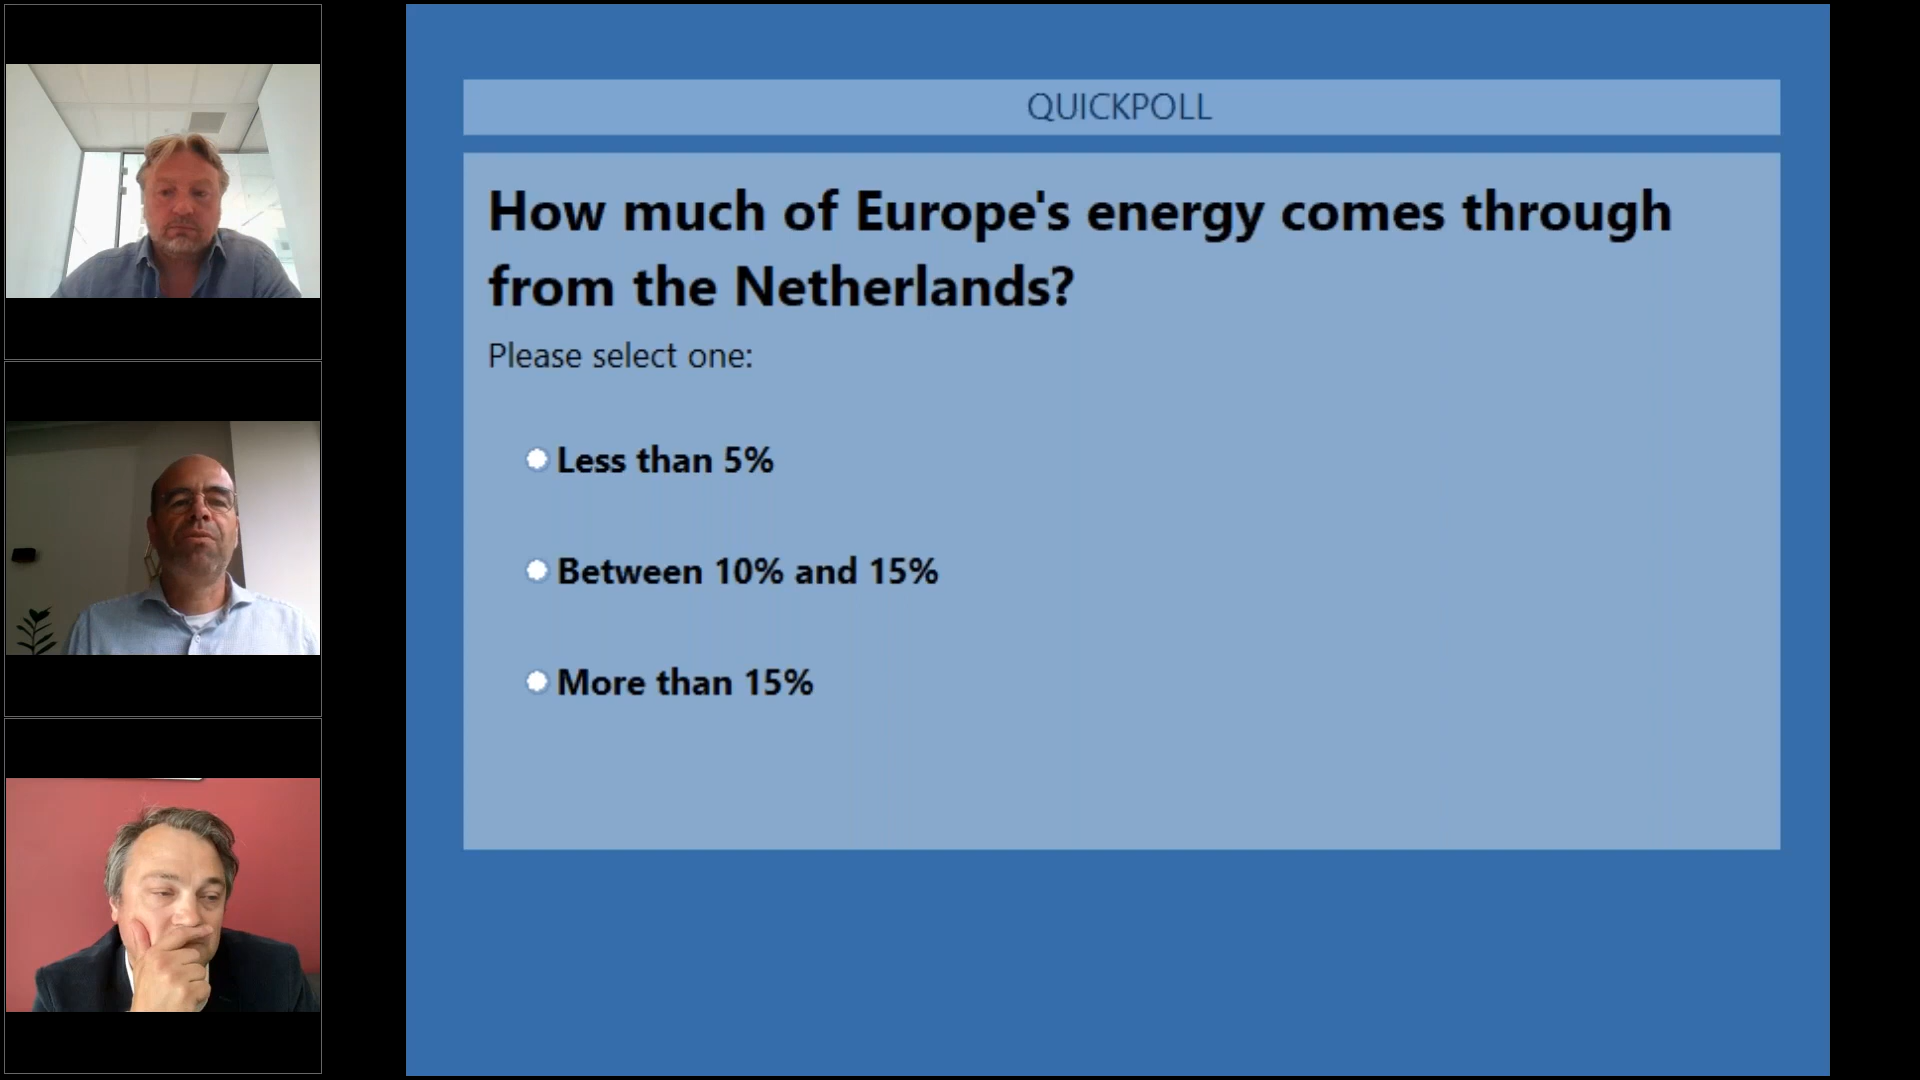 QUICKPOLL
How much of Europe's energy comes through
from the Netherlands?
Please select one:
Less than 5%
Between 10% and 15%
More than 15%